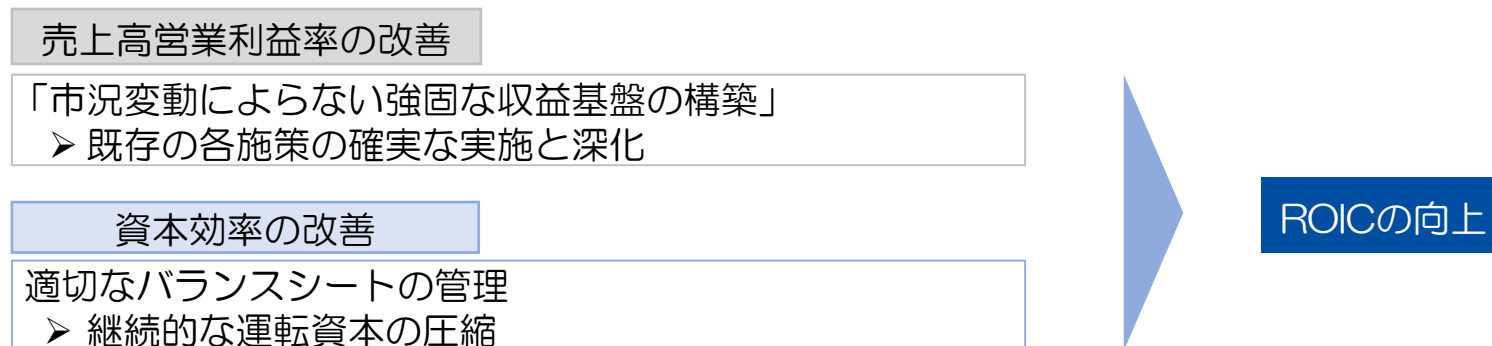 売上高営業利益率の改善
「市況変動によらない強固な収益基盤の構築」
➢ 既存の各施策の確実な実施と深化
資本効率の改善
適切なバランスシートの管理
➢ 継続的な運転資本の圧縮
ROICの向上